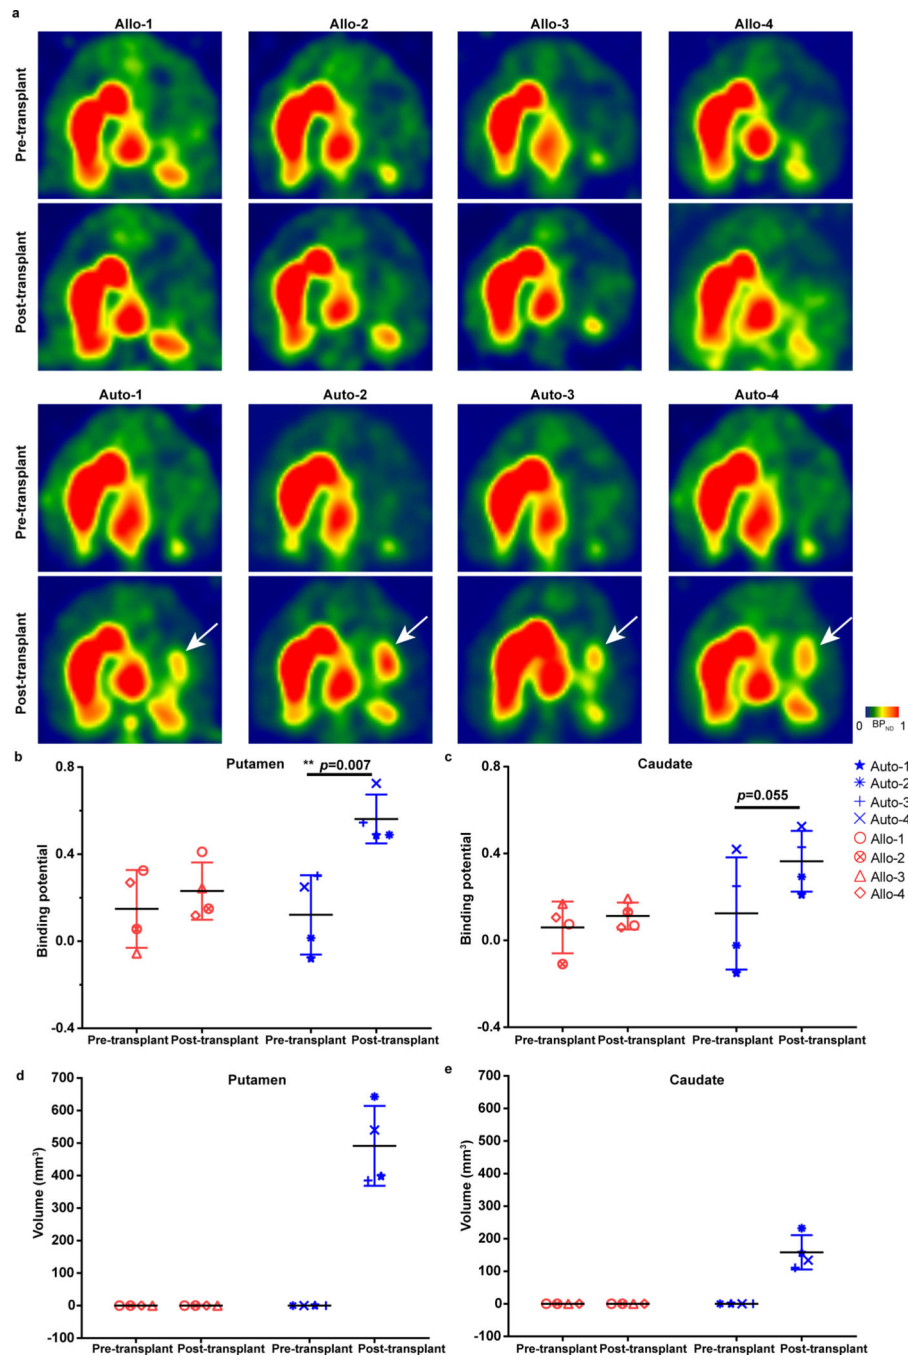 a
Allo-1 Allo-2 Allo-3 Allo-4
Pre-transplant
Post-transplant
Auto-1 Auto-2 Auto-3 Auto-4
Pre-transplant
Post-transplant
0 BPND 1
b Putamen
** p=0.007
Binding potential
0.8
0.4
0.0
-0.4
Pre-transplant Post-transplant Pre-transplant Post-transplant
c Caudate
p=0.055
Binding potential
0.8
0.4
0.0
-0.4
Pre-transplant Post-transplant Pre-transplant Post-transplant
Auto-1
Auto-2
Auto-3
Auto-4
Allo-1
Allo-2
Allo-3
Allo-4
d Putamen
Volume (mm³)
700
600
500
400
300
200
100
0
-100
Pre-transplant Post-transplant Pre-transplant Post-transplant
e Caudate
Volume (mm³)
700
600
500
400
300
200
100
0
-100
Pre-transplant Post-transplant Pre-transplant Post-transplant